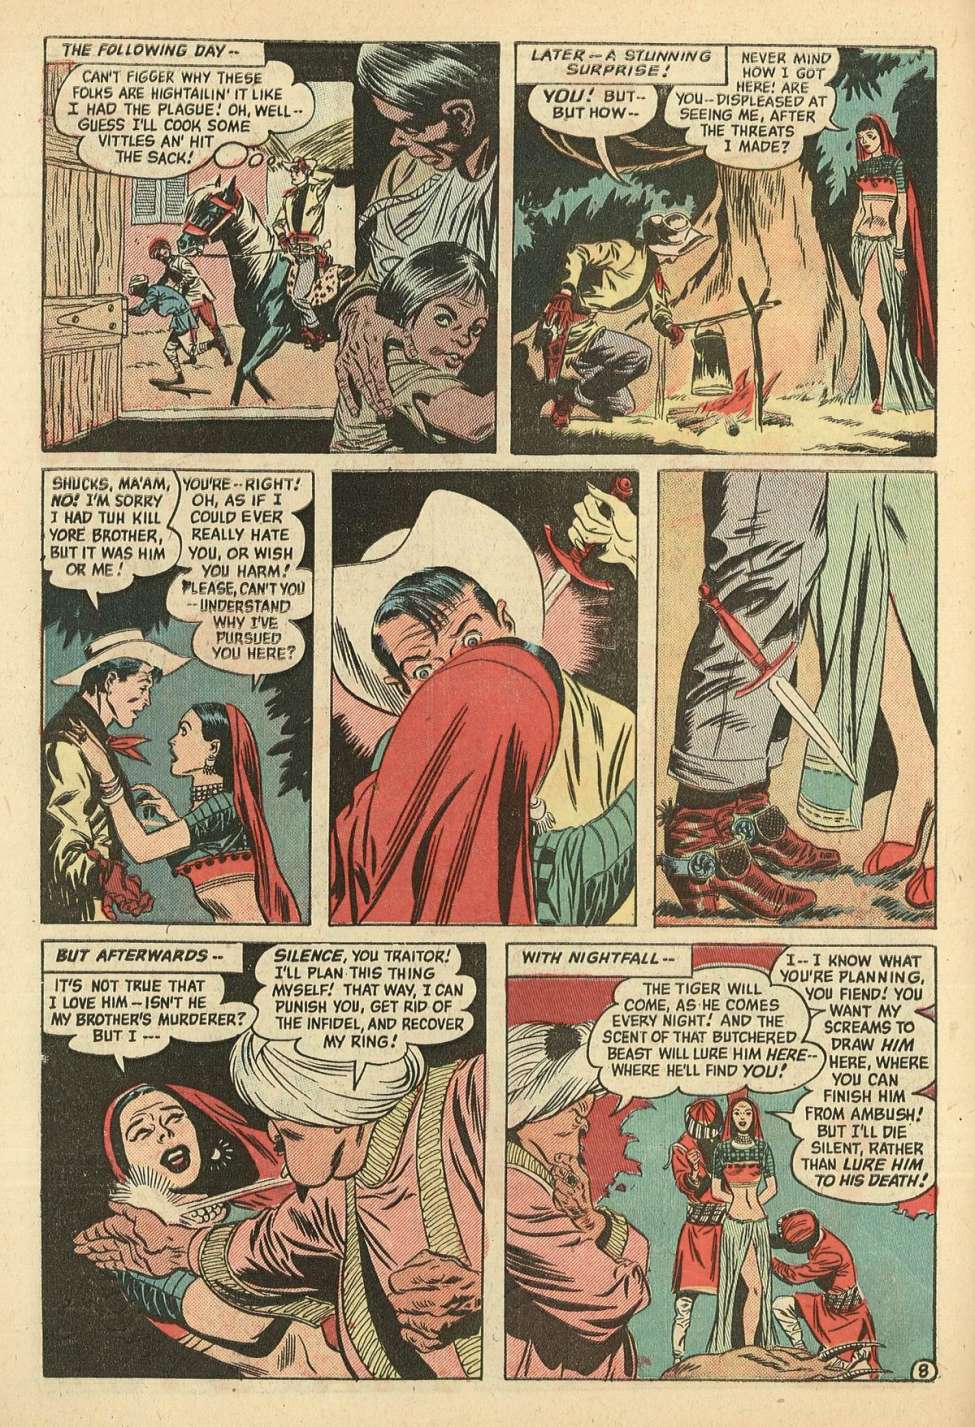 THE FOLLOWING DAY--
CAN'T FIGGER WHY THESE
FOLKS ARE HIGHTAILIN' IT LIKE
I HAD THE PLAGUE! OH, WELL--
GUESS I'LL COOK SOME
VITTLES AN' HIT
THE SACK!
LATER--A STUNNING
SURPRISE!
YOU! BUT--
BUT HOW--
NEVER MIND
HOW I GOT
HERE! ARE
YOU--DISPLEASED AT
SEEING ME, AFTER
THE THREATS
I MADE?
SHUCKS, MA'AM,
NO! I'M SORRY
I HAD TUH KILL
YORE BROTHER,
BUT IT WAS HIM
OR ME!
YOU'RE--RIGHT!
OH, AS IF I
COULD EVER
REALLY HATE
YOU, OR WISH
YOU HARM!
PLEASE, CAN'T YOU
--UNDERSTAND
WHY I'VE
PURSUED
YOU HERE?
BUT AFTERWARDS--
IT'S NOT TRUE THAT
I LOVE HIM--ISN'T HE
MY BROTHER'S MURDERER?
BUT I---
SILENCE, YOU TRAITOR!
I'LL PLAN THIS THING
MYSELF! THAT WAY, I CAN
PUNISH YOU, GET RID OF
THE INFIDEL, AND RECOVER
MY RING!
WITH NIGHTFALL--
THE TIGER WILL
COME, AS HE COMES
EVERY NIGHT! AND THE
SCENT OF THAT BUTCHERED
BEAST WILL LURE HIM HERE--
WHERE HE'LL FIND YOU!
I--I KNOW WHAT
YOU'RE PLANNING,
YOU FIEND! YOU
WANT MY
SCREAMS TO
DRAW HIM
HERE, WHERE
YOU CAN
FINISH HIM
FROM AMBUSH!
BUT I'LL DIE
SILENT, RATHER
THAN LURE HIM
TO HIS DEATH!
8